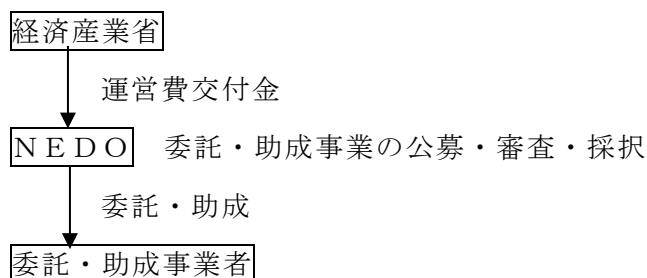 経済産業省
運営費交付金
ＮＥＤＯ 委託・助成事業の公募・審査・採択
委託・助成
委託・助成事業者